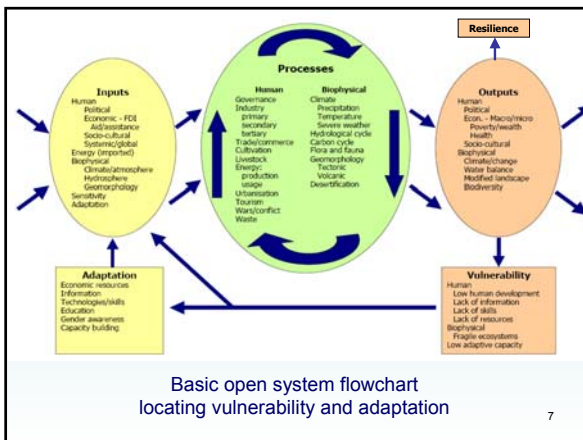 Resilience
Inputs
Human
Political
Economic - FDI
Aid/assistance
Socio-cultural
Systemic/global
Energy (imported)
Biophysical
Climate/atmosphere
Hydrosphere
Geomorphology
Sensitivity
Adaptation
Processes
Human
Governance
Industry
primary
secondary
tertiary
Trade/commerce
Cultivation
Livestock
Energy:
production
usage
Urbanisation
Tourism
Wars/conflict
Waste
Biophysical
Climate
Precipitation
Temperature
Severe weather
Hydrological cycle
Carbon cycle
Flora and fauna
Geomorphology
Tectonic
Volcanic
Desertification
Outputs
Human
Political
Econ. - Macro/micro
Poverty/wealth
Health
Socio-cultural
Biophysical
Climate/change
Water balance
Modified landscape
Biodiversity
Adaptation
Economic resources
Information
Technologies/skills
Education
Gender awareness
Capacity building
Vulnerability
Human
Low human development
Lack of information
Lack of skills
Lack of resources
Biophysical
Fragile ecosystems
Low adaptive capacity
Basic open system flowchart
locating vulnerability and adaptation
7